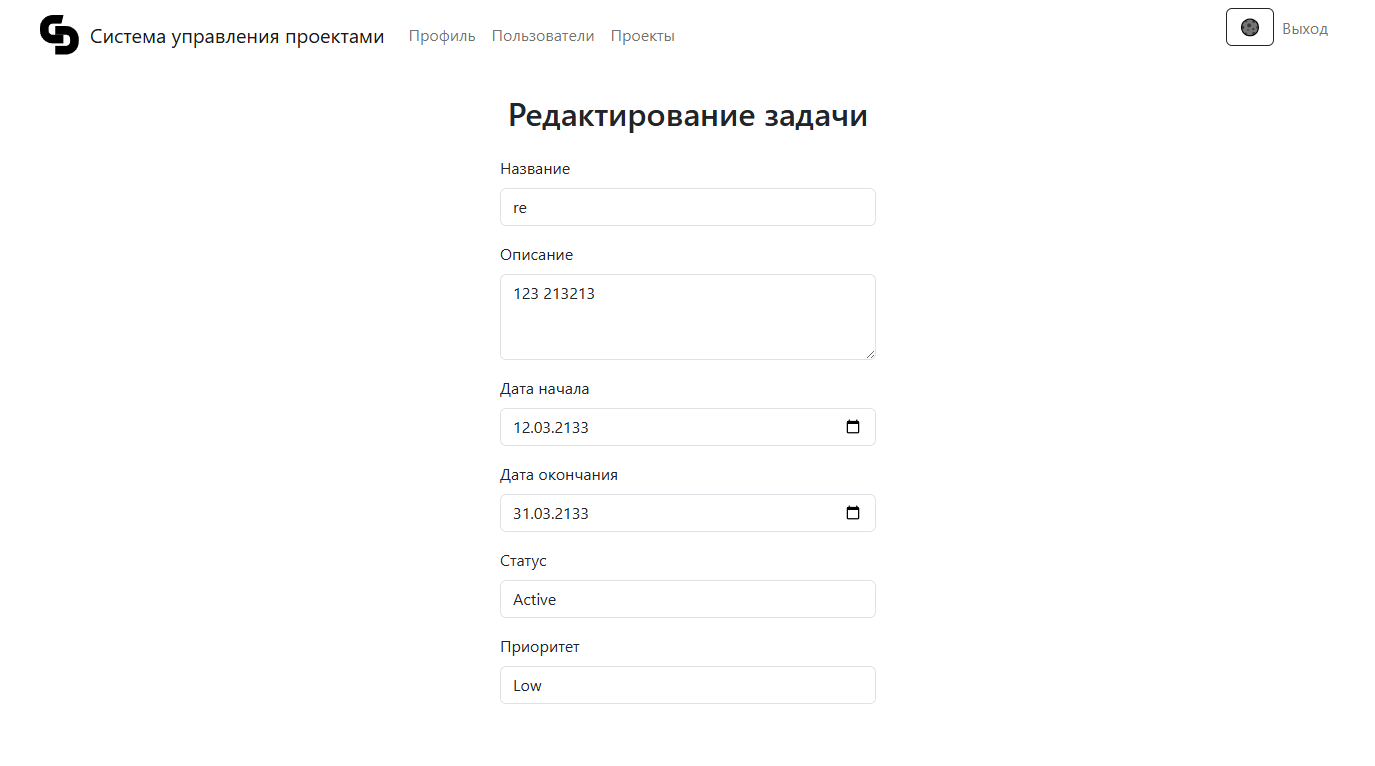 Система управления проектами Профиль Пользователи Проекты Выход
Редактирование задачи
Название
re
Описание
123 213213
Дата начала
12.03.2133
Дата окончания
31.03.2133
Статус
Active
Приоритет
Low